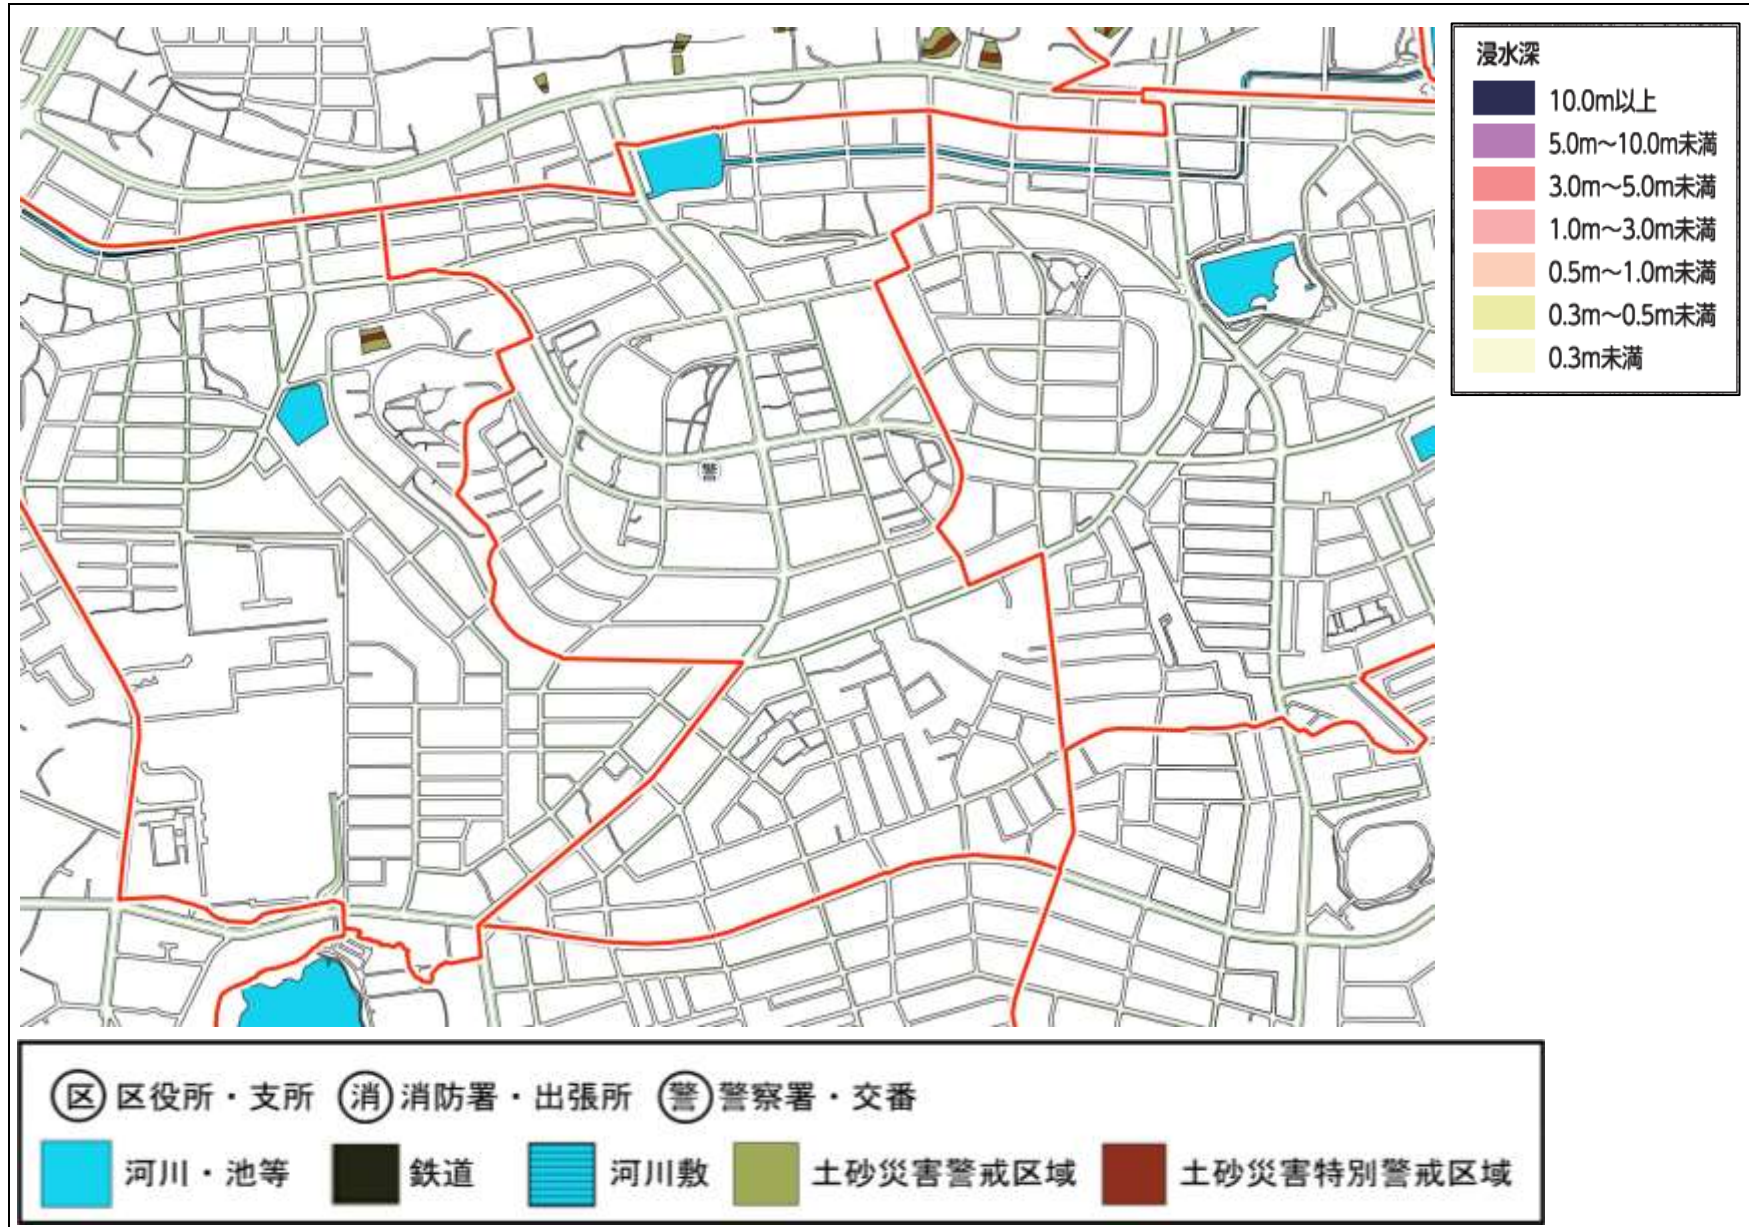 浸水深
10.0m以上
5.0m～10.0m未満
3.0m～5.0m未満
1.0m～3.0m未満
0.5m～1.0m未満
0.3m～0.5m未満
0.3m未満
警
区 区役所・支所 消 消防署・出張所 警 警察署・交番
河川・池等 鉄道 河川敷 土砂災害警戒区域 土砂災害特別警戒区域